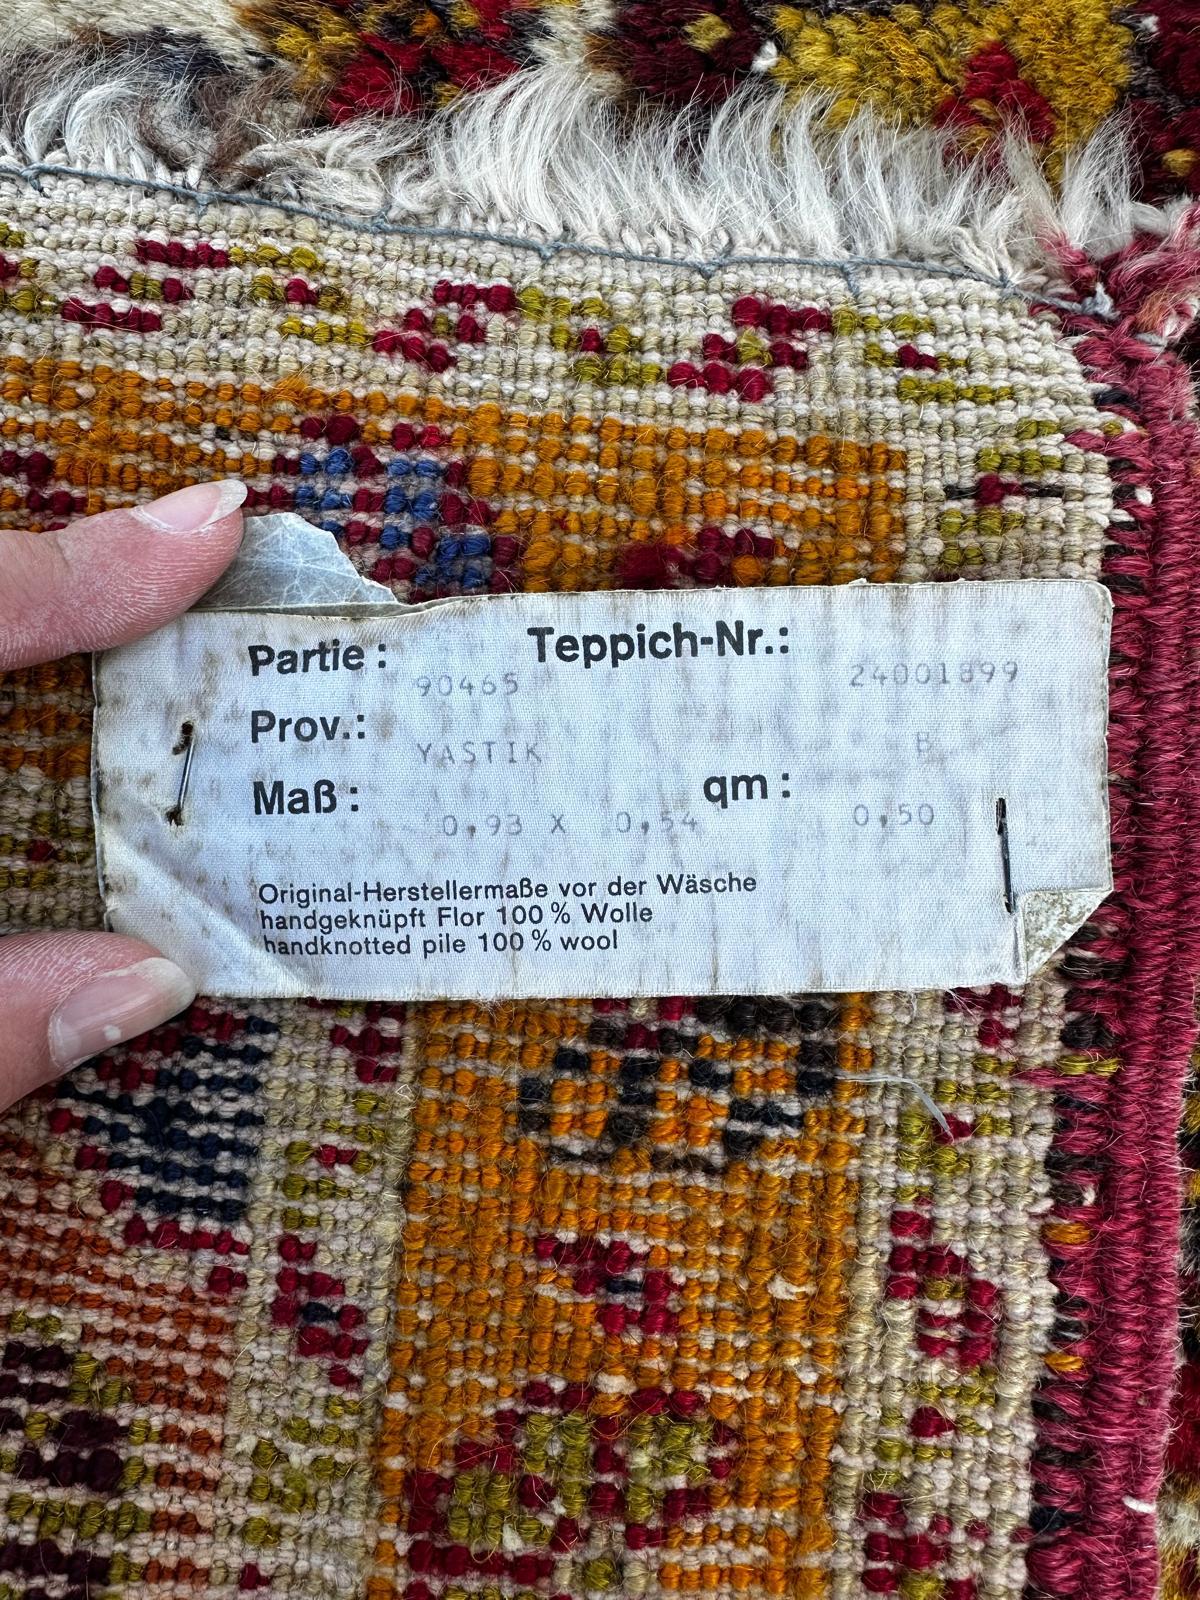 Partie: Teppich-Nr.:
90465 24001899
Prov.:
YASTIK B
Maß: qm:
0,93 X 0,54 0,50
Original-Herstellermaße vor der Wäsche
handgeknüpft Flor 100 % Wolle
handknotted pile 100 % wool